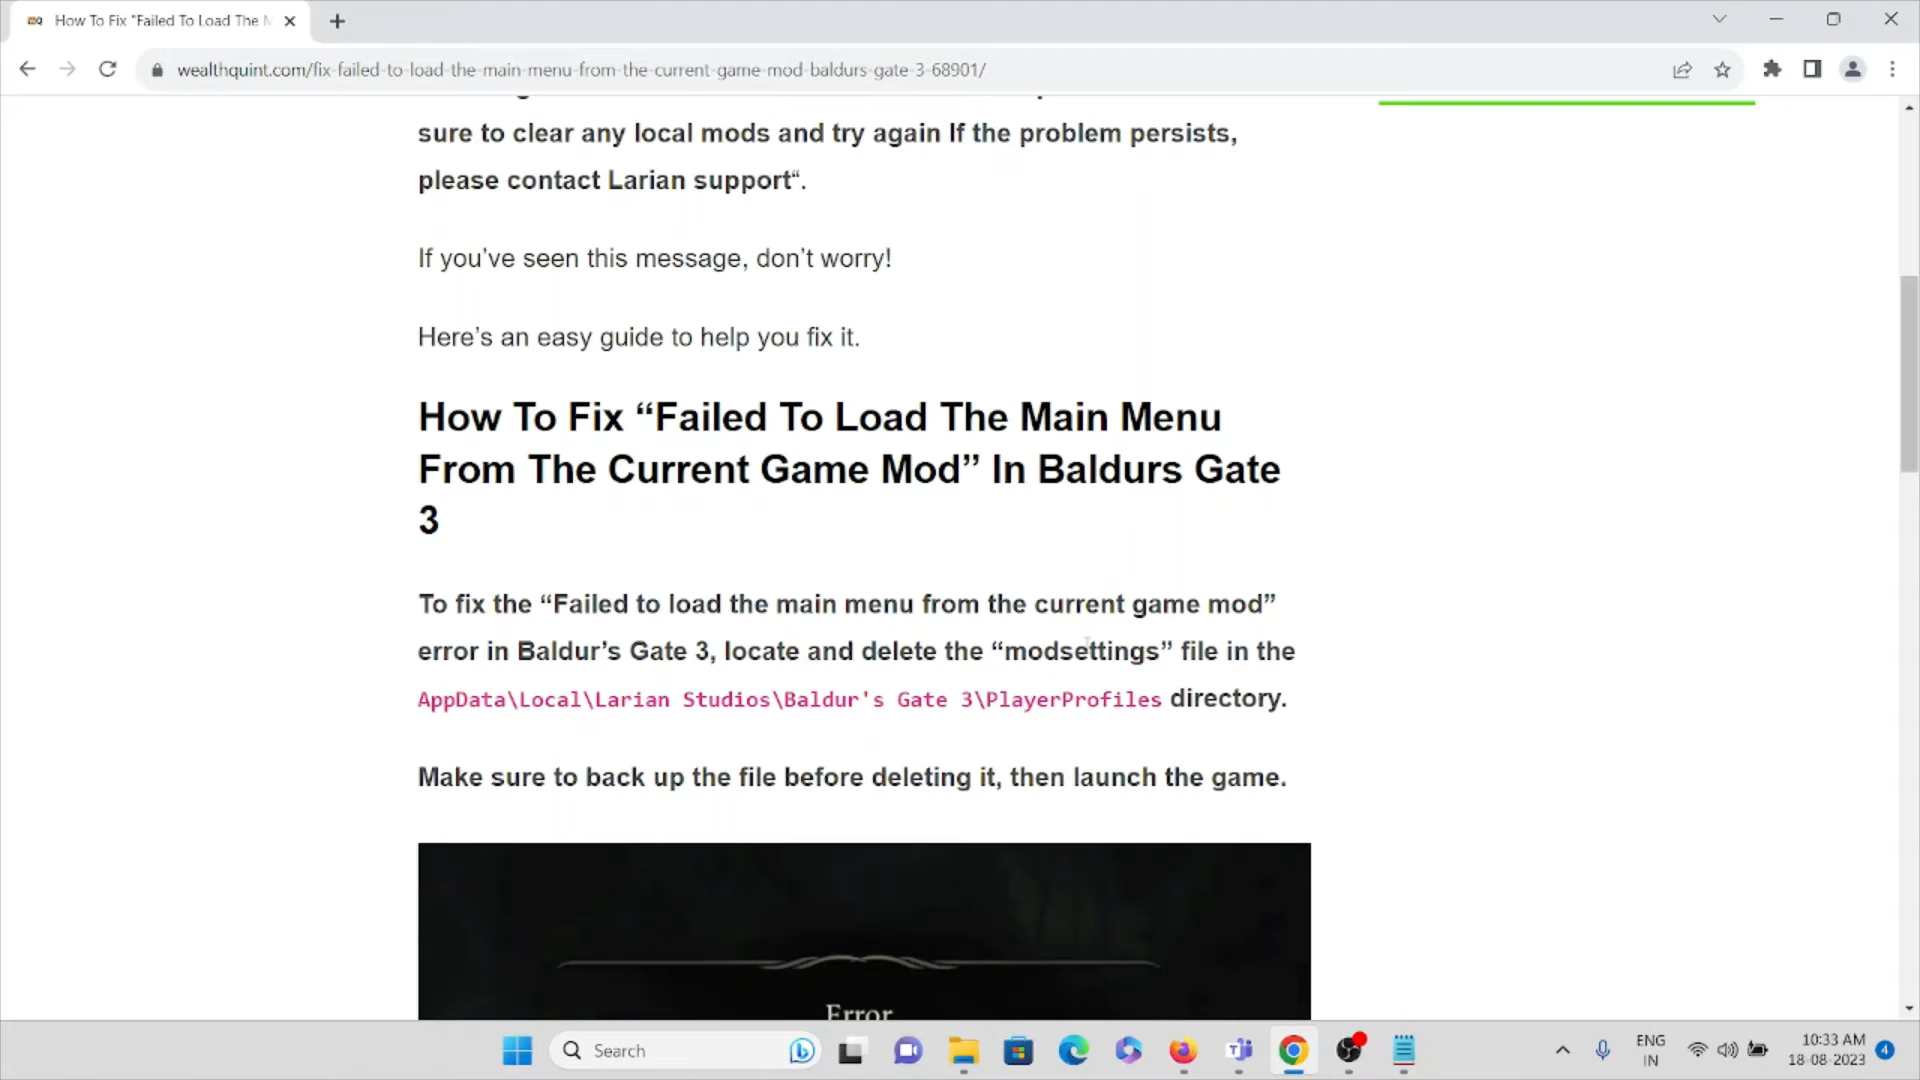 How To Fix "Failed To Load The M
wealthquint.com/fix-failed-to-load-the-main-menu-from-the-current-game-mod-baldurs-gate-3-68901/
sure to clear any local mods and try again If the problem persists,
please contact Larian support“.
If you’ve seen this message, don’t worry!
Here’s an easy guide to help you fix it.
How To Fix “Failed To Load The Main Menu
From The Current Game Mod” In Baldurs Gate
3
To fix the “Failed to load the main menu from the current game mod”
error in Baldur’s Gate 3, locate and delete the “modsettings” file in the
AppData\Local\Larian Studios\Baldur's Gate 3\PlayerProfiles directory.
Make sure to back up the file before deleting it, then launch the game.
Error
Search
ENG
IN
10:33 AM
18-08-2023
4